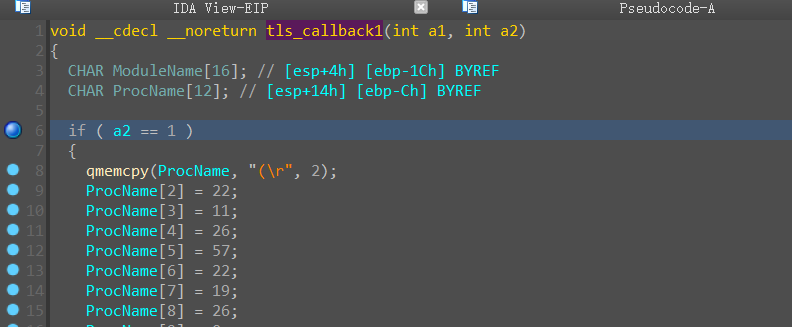 IDA View-EIP Pseudocode-A
1 void __cdecl __noreturn tls_callback1(int a1, int a2)
2 {
3 CHAR ModuleName[16]; // [esp+4h] [ebp-1Ch] BYREF
4 CHAR ProcName[12]; // [esp+14h] [ebp-Ch] BYREF
5
6 if ( a2 == 1 )
7 {
8 qmemcpy(ProcName, "(\r", 2);
9 ProcName[2] = 22;
10 ProcName[3] = 11;
11 ProcName[4] = 26;
12 ProcName[5] = 57;
13 ProcName[6] = 22;
14 ProcName[7] = 19;
15 ProcName[8] = 26;